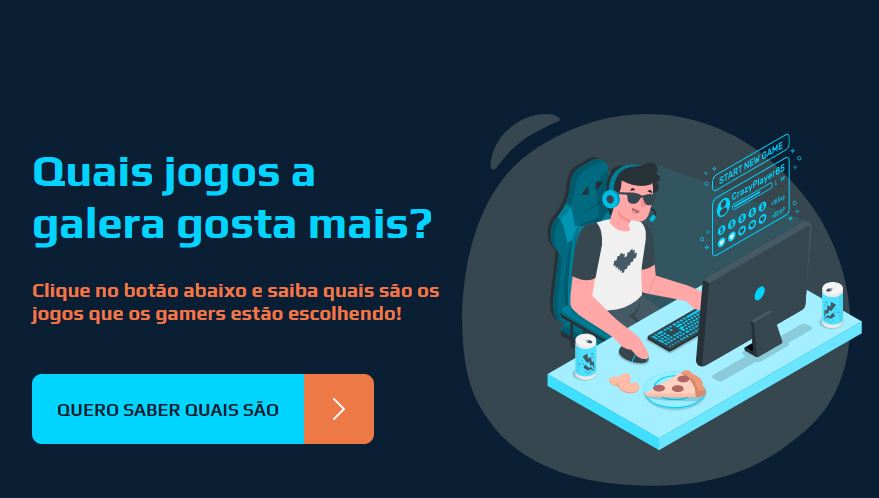 Quais jogos a
galera gosta mais?
Clique no botão abaixo e saiba quais são os
jogos que os gamers estão escolhendo!
QUERO SABER QUAIS SÃO
START NEW GAME
CrazyPlayer85